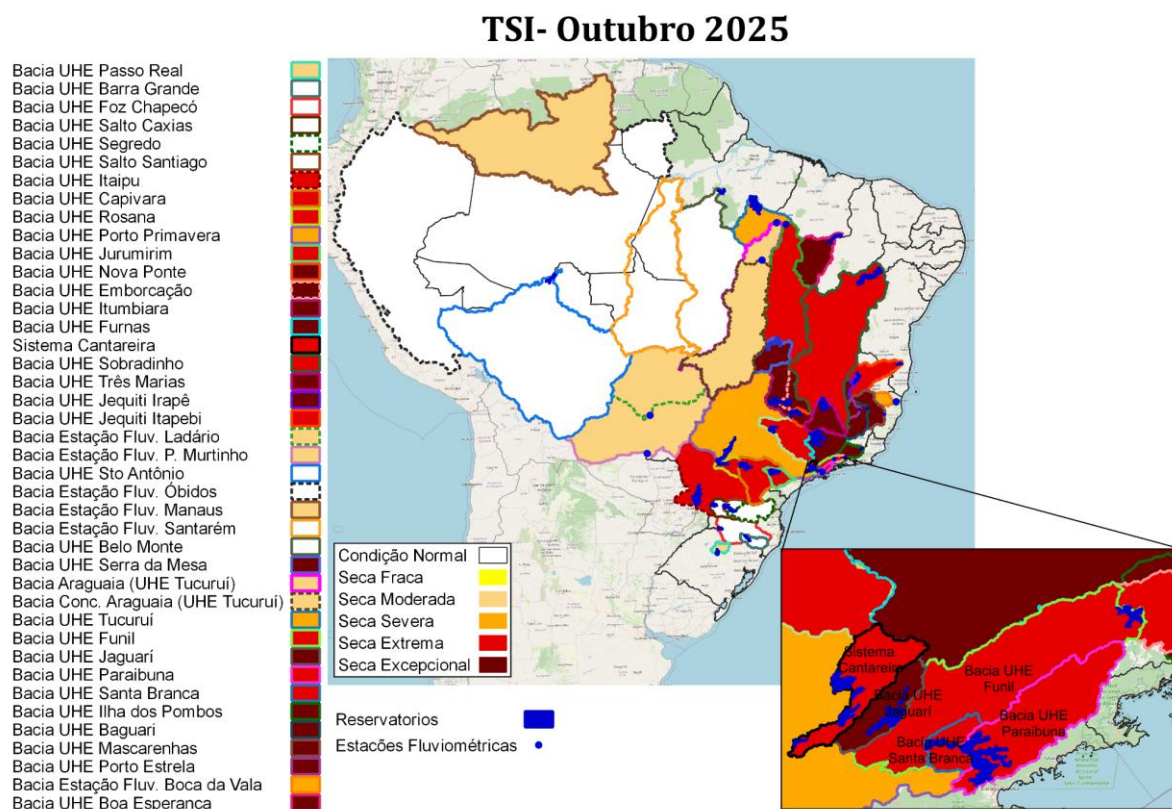 TSI- Outubro 2025
Bacia UHE Passo Real
Bacia UHE Barra Grande
Bacia UHE Foz Chapecó
Bacia UHE Salto Caxias
Bacia UHE Segredo
Bacia UHE Salto Santiago
Bacia UHE Itaipu
Bacia UHE Capivara
Bacia UHE Rosana
Bacia UHE Porto Primavera
Bacia UHE Jurumirim
Bacia UHE Nova Ponte
Bacia UHE Emborcação
Bacia UHE Itumbiara
Bacia UHE Furnas
Sistema Cantareira
Bacia UHE Sobradinho
Bacia UHE Três Marias
Bacia UHE Jequiti Irapê
Bacia UHE Jequiti Itapebi
Bacia Estação Fluv. Ladário
Bacia Estação Fluv. P. Murtinho
Bacia UHE Sto Antônio
Bacia Estação Fluv. Óbidos
Bacia Estação Fluv. Manaus
Bacia Estação Fluv. Santarém
Bacia UHE Belo Monte
Bacia UHE Serra da Mesa
Bacia Araguaia (UHE Tucuruí)
Bacia Conc. Araguaia (UHE Tucuruí)
Bacia UHE Tucuruí
Bacia UHE Funil
Bacia UHE Jaguarí
Bacia UHE Paraibuna
Bacia UHE Santa Branca
Bacia UHE Ilha dos Pombos
Bacia UHE Baguari
Bacia UHE Mascarenhas
Bacia UHE Porto Estrela
Bacia Estação Fluv. Boca da Vala
Bacia UHE Boa Esperança
Condição Normal
Seca Fraca
Seca Moderada
Seca Severa
Seca Extrema
Seca Excepcional
Reservatorios
Estacões Fluviométricas
Sistema
Cantareira
Bacia UHE
Jaguarí
Bacia UHE
Funil
Bacia UHE
Paraibuna
Bacia UHE
Santa Branca